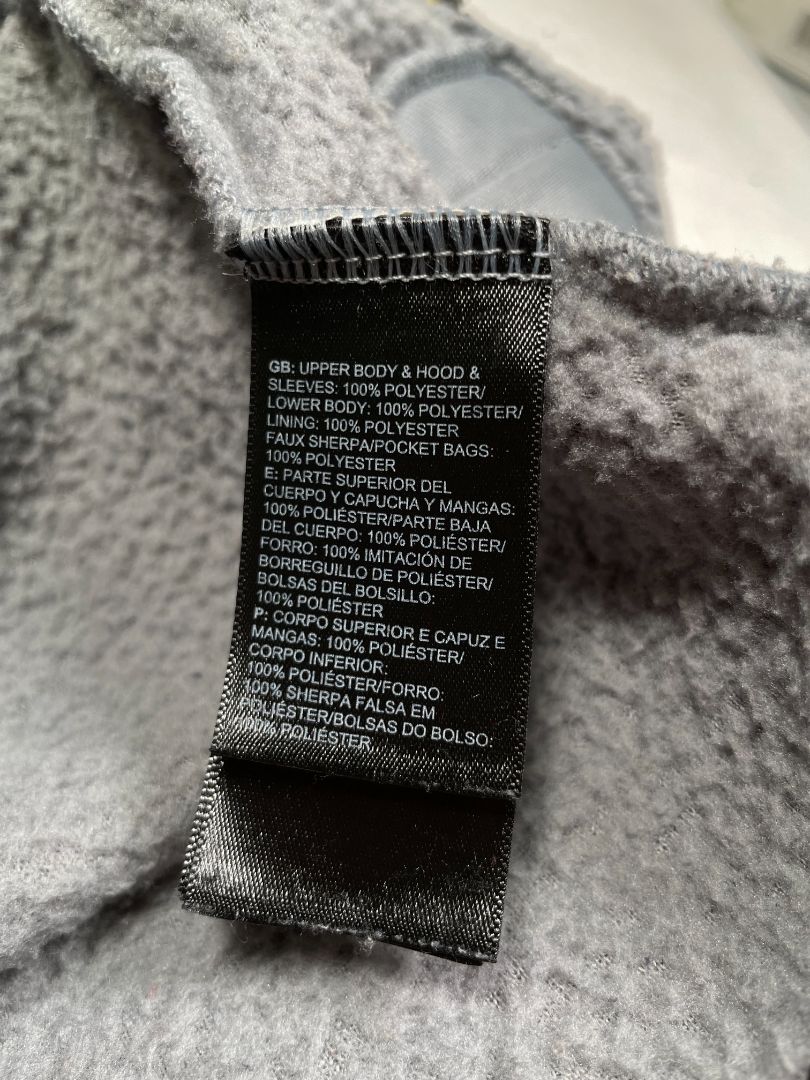 GB: UPPER BODY & HOOD &
SLEEVES: 100% POLYESTER/
LOWER BODY: 100% POLYESTER/
LINING: 100% POLYESTER
FAUX SHERPA/POCKET BAGS:
100% POLYESTER
E: PARTE SUPERIOR DEL
CUERPO Y CAPUCHA Y MANGAS:
100% POLIÉSTER/PARTE BAJA
DEL CUERPO: 100% POLIÉSTER/
FORRO: 100% IMITACIÓN DE
BORREGUILLO DE POLIÉSTER/
BOLSAS DEL BOLSILLO:
100% POLIÉSTER
P: CORPO SUPERIOR E CAPUZ E
MANGAS: 100% POLIÉSTER/
CORPO INFERIOR:
100% POLIÉSTER/FORRO:
100% SHERPA FALSA EM
POLIÉSTER/BOLSAS DO BOLSO:
100% POLIÉSTER